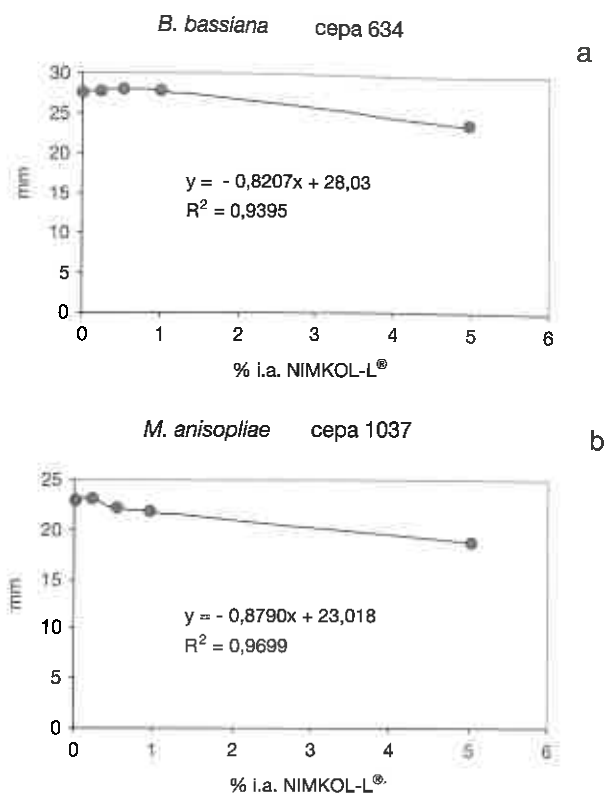 B. bassiana cepa 634
a
30
25
20
15
10
5
0
mm
y = - 0,8207x + 28,03
R² = 0,9395
0 1 2 3 4 5 6
% i.a. NIMKOL-L®
M. anisopliae cepa 1037
b
25
20
15
10
5
0
mm
y = - 0,8790x + 23,018
R² = 0,9699
0 1 2 3 4 5 6
% i.a. NIMKOL-L®